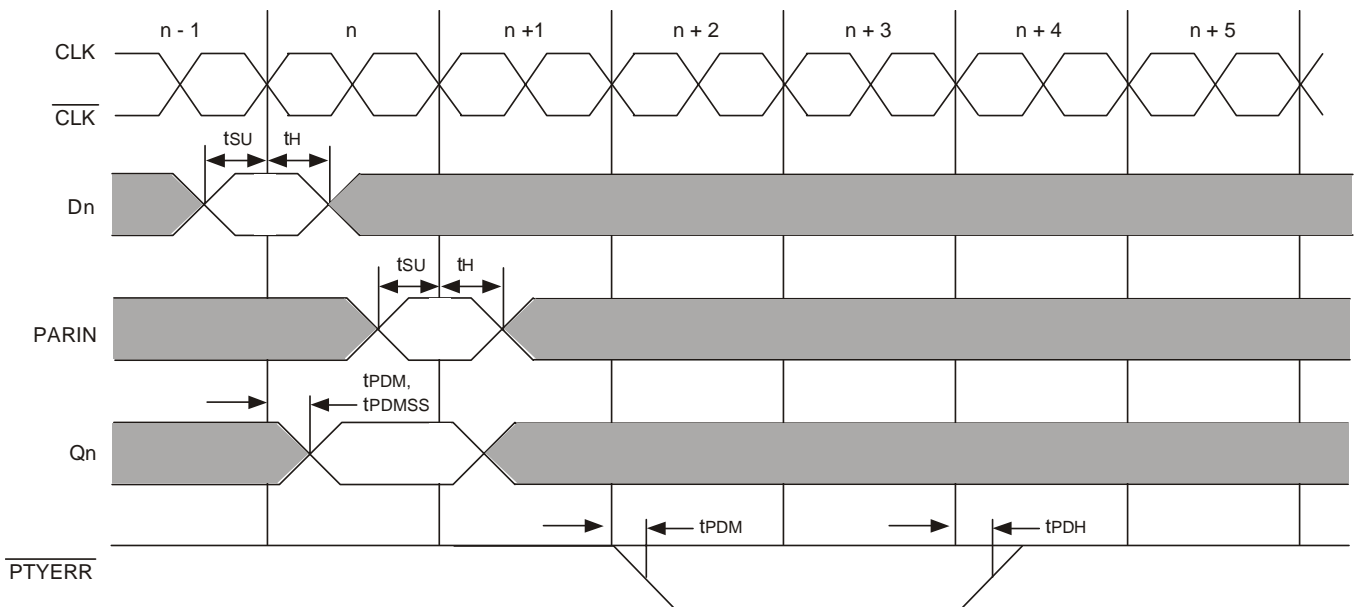 n - 1 n n +1 n + 2 n + 3 n + 4 n + 5
CLK
CLK
tSU tH
Dn
tSU tH
PARIN
tPDM,
tPDMSS
Qn
tPDM tPDH
PTYERR